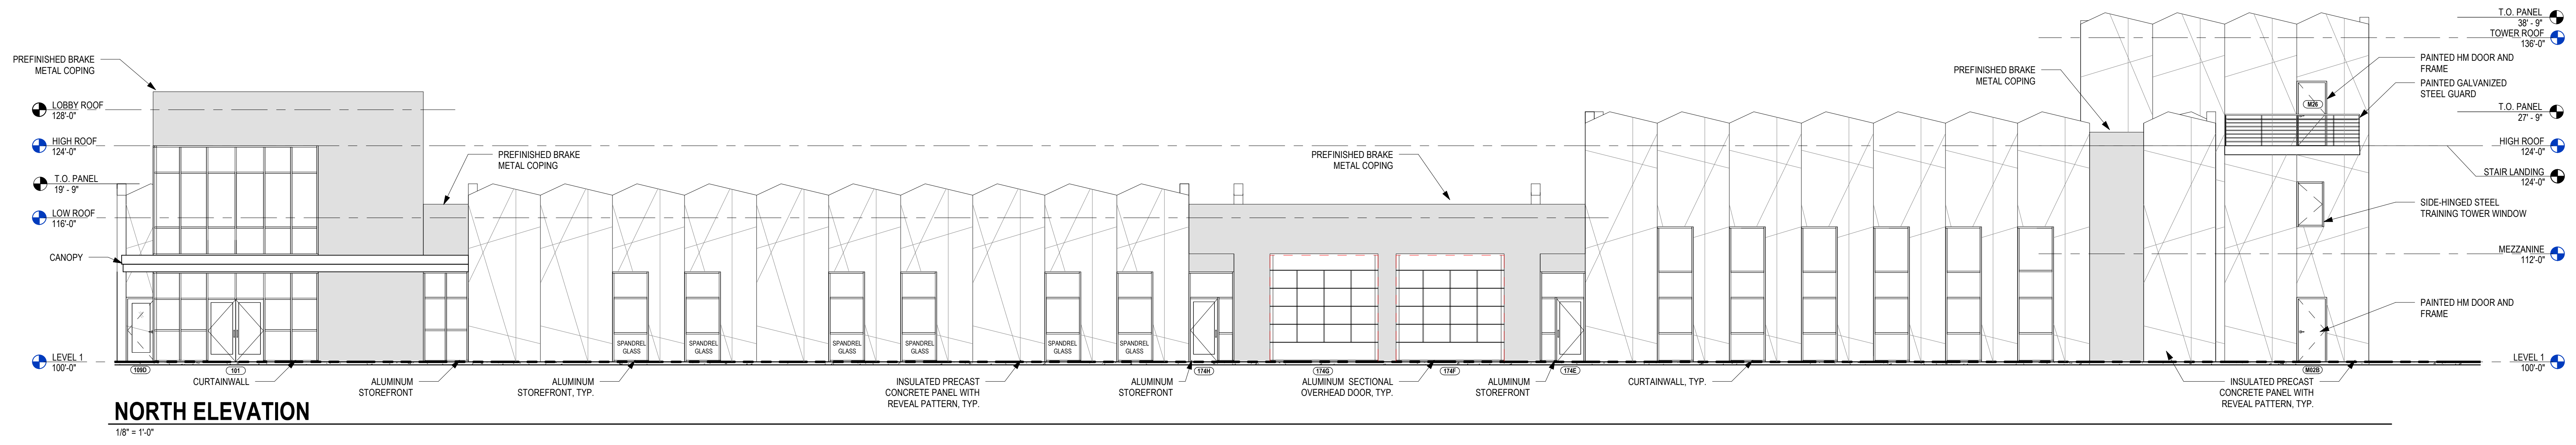 PREFINISHED BRAKE
METAL COPING
LOBBY ROOF
128'-0"
HIGH ROOF
124'-0"
T.O. PANEL
19' - 9"
LOW ROOF
116'-0"
CANOPY
LEVEL 1
100'-0"
PREFINISHED BRAKE
METAL COPING
PREFINISHED BRAKE
METAL COPING
PREFINISHED BRAKE
METAL COPING
T.O. PANEL
38' - 9"
TOWER ROOF
136'-0"
PAINTED HM DOOR AND
FRAME
PAINTED GALVANIZED
STEEL GUARD
M26
T.O. PANEL
27' - 9"
HIGH ROOF
124'-0"
STAIR LANDING
124'-0"
SIDE-HINGED STEEL
TRAINING TOWER WINDOW
MEZZANINE
112'-0"
PAINTED HM DOOR AND
FRAME
LEVEL 1
100'-0"
SPANDREL
GLASS
SPANDREL
GLASS
SPANDREL
GLASS
SPANDREL
GLASS
SPANDREL
GLASS
SPANDREL
GLASS
109D
101
174H
174G
174F
174E
M02B
CURTAINWALL
ALUMINUM
STOREFRONT
ALUMINUM
STOREFRONT, TYP.
INSULATED PRECAST
CONCRETE PANEL WITH
REVEAL PATTERN, TYP.
ALUMINUM
STOREFRONT
ALUMINUM SECTIONAL
OVERHEAD DOOR, TYP.
ALUMINUM
STOREFRONT
CURTAINWALL, TYP.
INSULATED PRECAST
CONCRETE PANEL WITH
REVEAL PATTERN, TYP.
NORTH ELEVATION
1/8" = 1'-0"